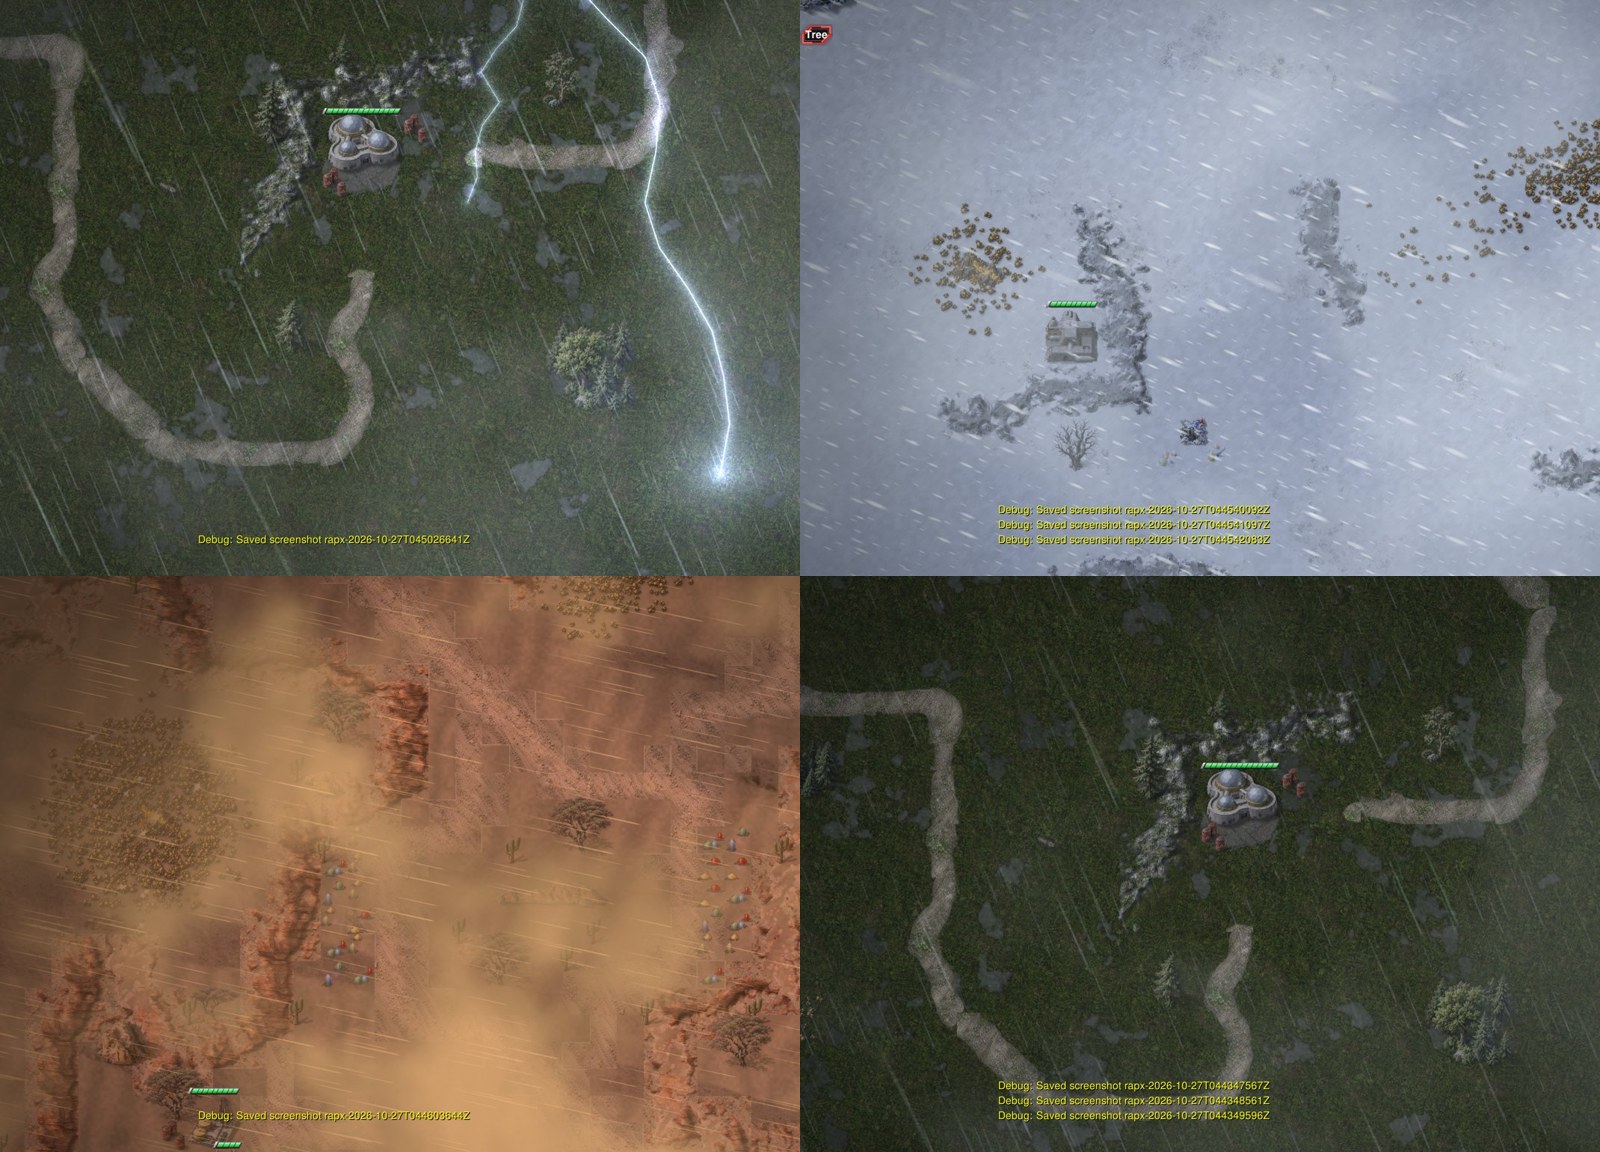 Debug: Saved screenshot rapx-2026-10-27T045026641Z
Tree
Debug: Saved screenshot rapx-2026-10-27T044540092Z
Debug: Saved screenshot rapx-2026-10-27T044541097Z
Debug: Saved screenshot rapx-2026-10-27T044542083Z
Debug: Saved screenshot rapx-2026-10-27T044603644Z
Debug: Saved screenshot rapx-2026-10-27T044347567Z
Debug: Saved screenshot rapx-2026-10-27T044348561Z
Debug: Saved screenshot rapx-2026-10-27T044349596Z